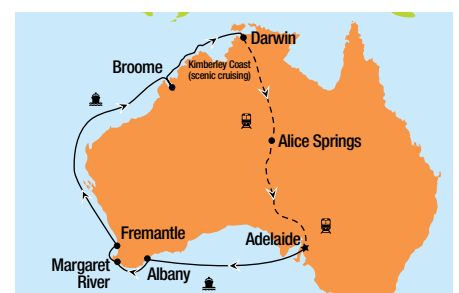 Darwin
Broome
Kimberley Coast
(scenic cruising)
Alice Springs
Fremantle
Adelaide
Margaret
River
Albany